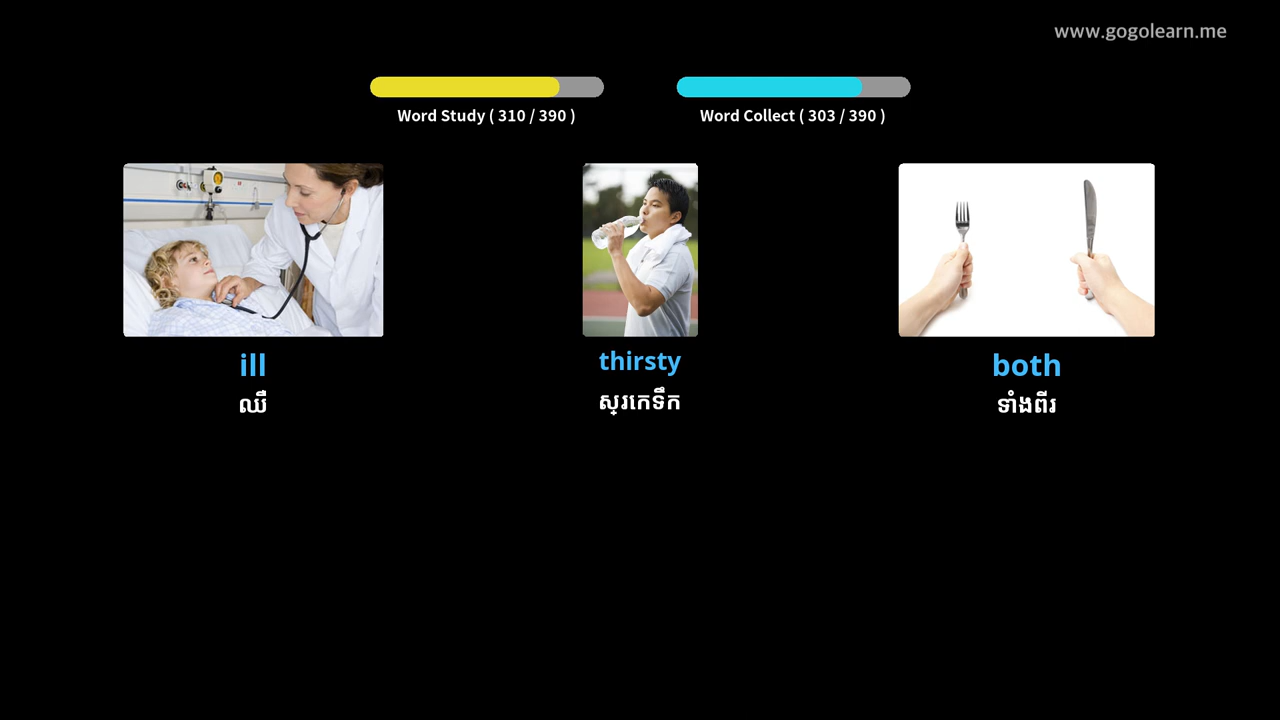 www.gogolearn.me
Word Study ( 310 / 390 )
Word Collect ( 303 / 390 )
ill
ឈឺ
thirsty
ស្រេកទឹក
both
ទាំងពីរ